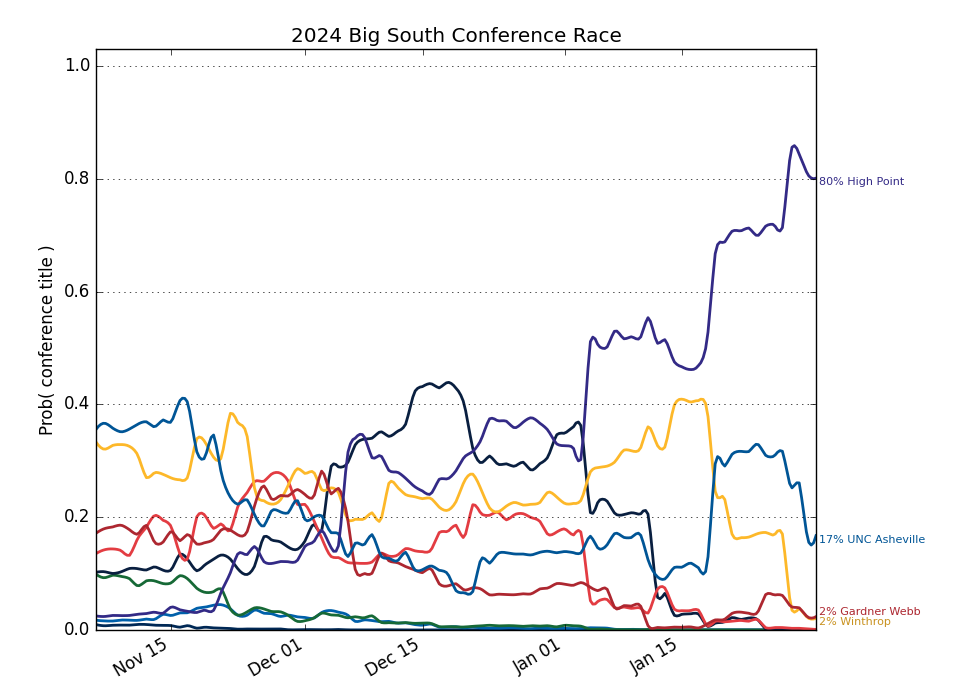 2024 Big South Conference Race
Prob( conference title )
1.0
0.8
0.6
0.4
0.2
0.0
80% High Point
17% UNC Asheville
2% Gardner Webb
2% Winthrop
Nov 15
Dec 01
Dec 15
Jan 01
Jan 15